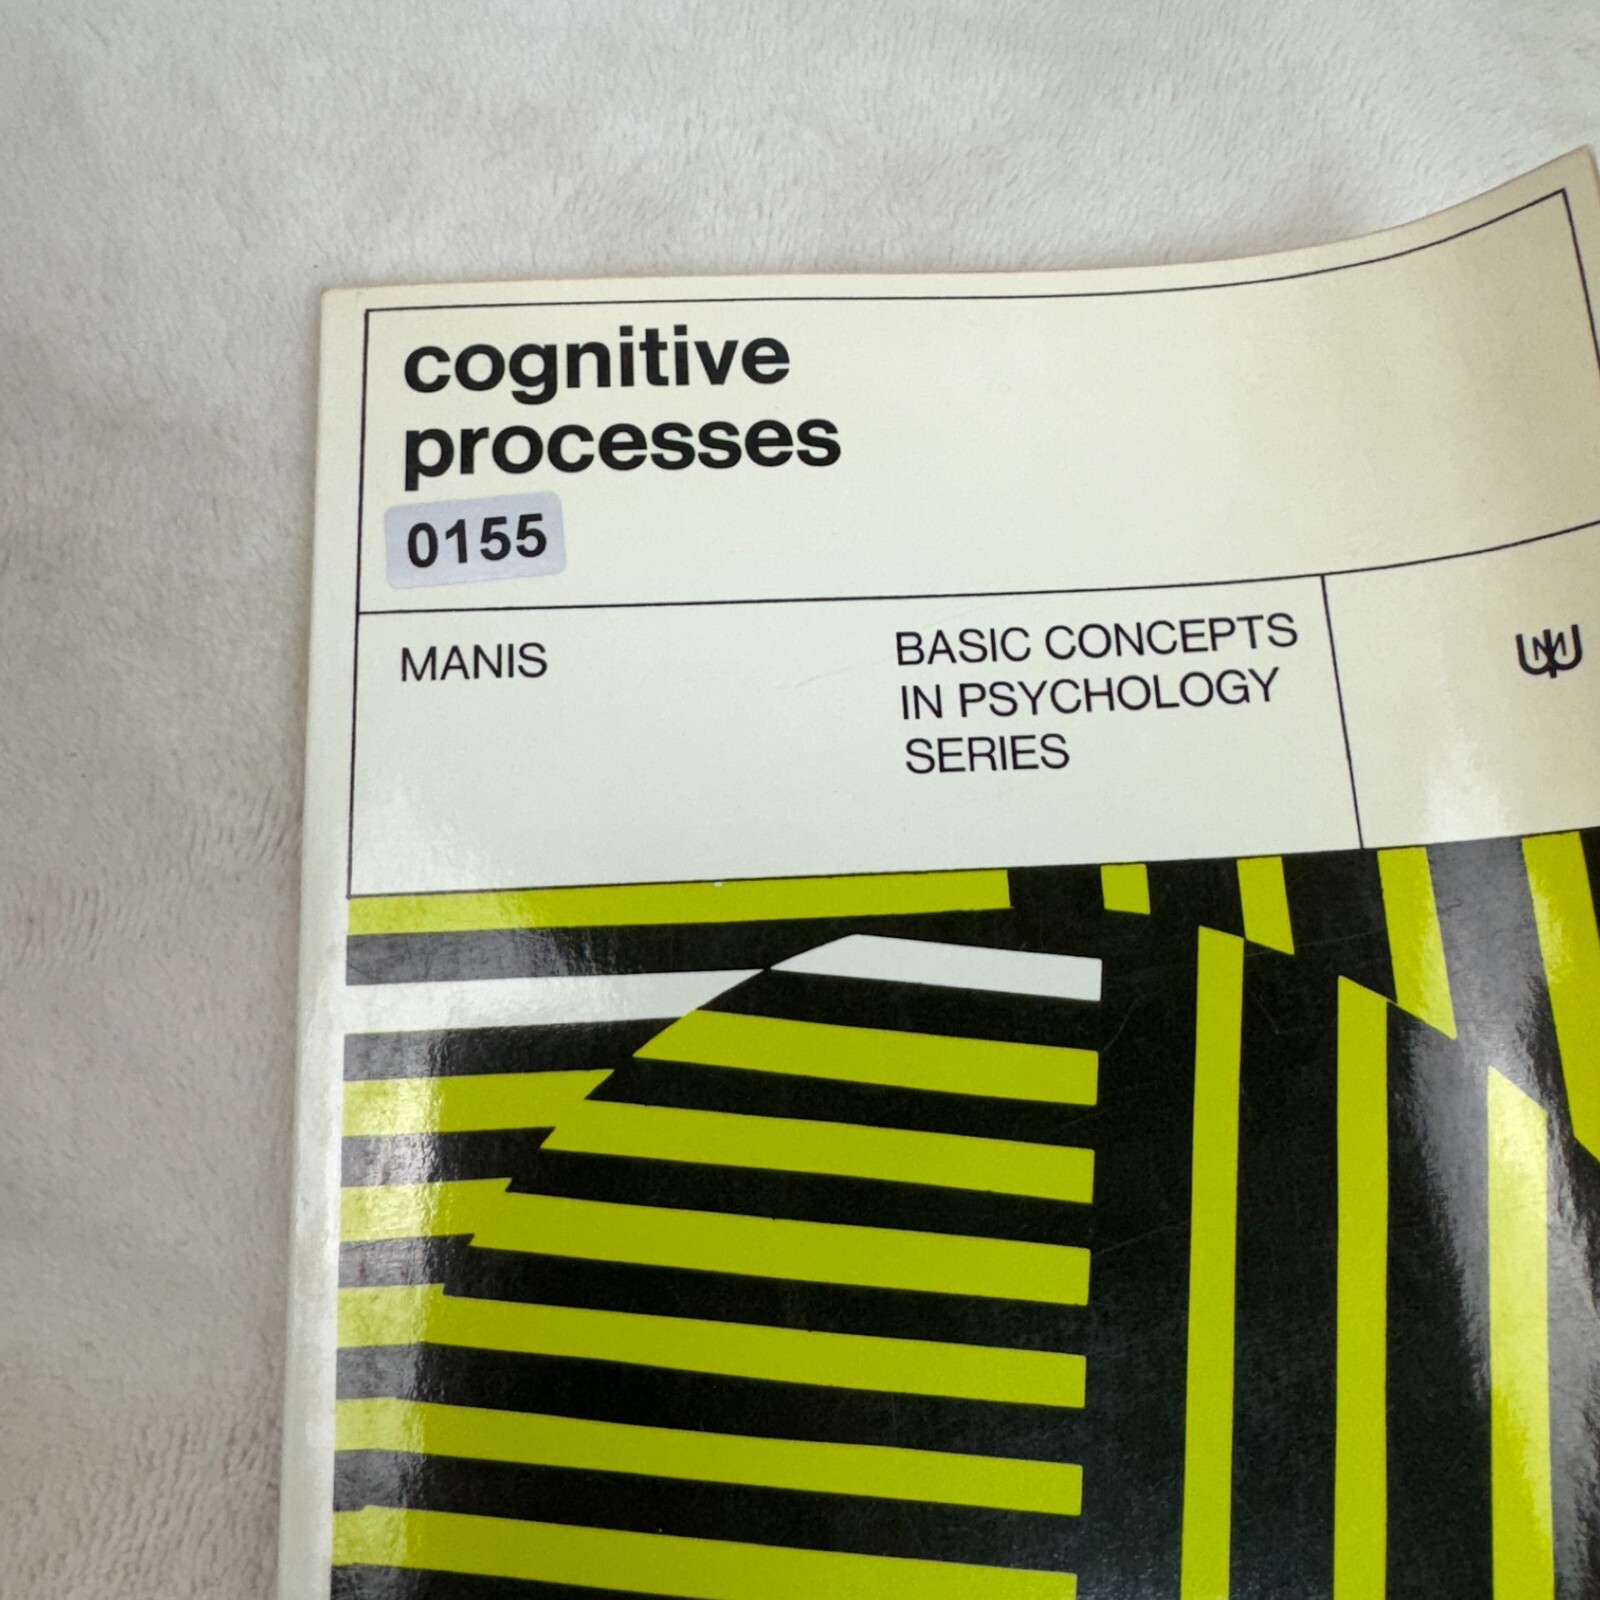 cognitive
processes
0155
MANIS
BASIC CONCEPTS
IN PSYCHOLOGY
SERIES